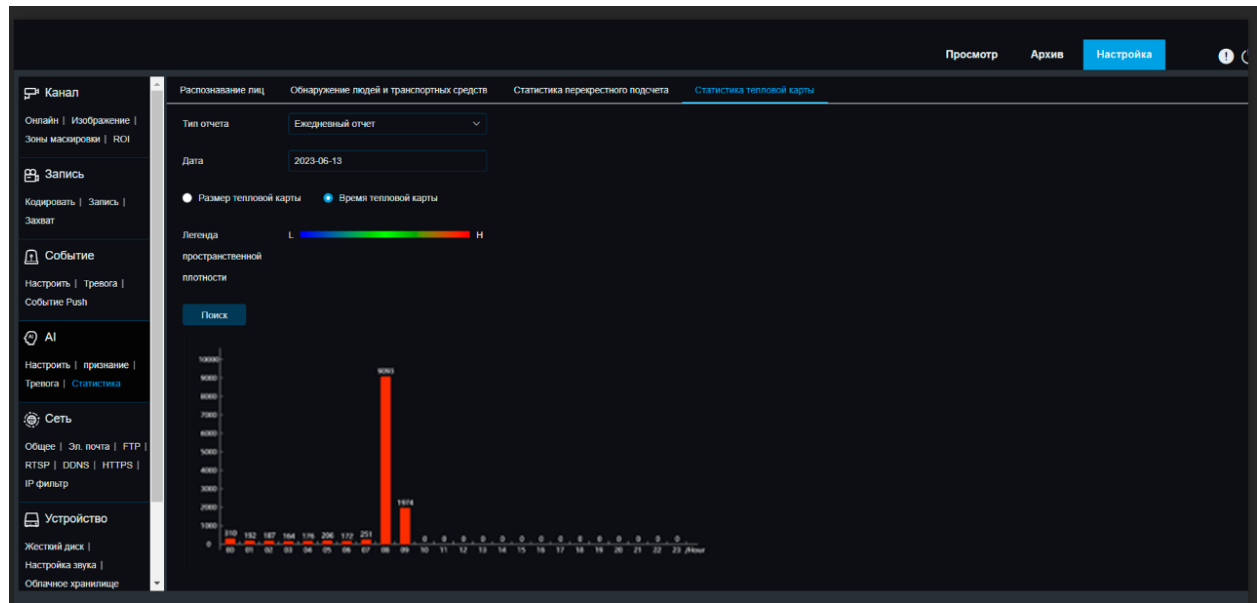 Просмотр Архив Настройка
Канал
Онлайн | Изображение |
Зоны маскировки | ROI
Запись
Кодировать | Запись |
Захват
Событие
Настроить | Тревога |
Событие Push
AI
Настроить | признание |
Тревога | Статистика
Сеть
Общее | Эл. почта | FTP |
RTSP | DDNS | HTTPS |
IP фильтр
Устройство
Жесткий диск |
Настройка звука |
Облачное хранилище
Распознавание лиц Обнаружение людей и транспортных средств Статистика перекрестного подсчета Статистика тепловой карты
Тип отчета Ежедневный отчет
Дата 2023-06-13
Размер тепловой карты Время тепловой карты
Легенда L H
пространственной
плотности
Поиск
10000
9093
9000
8000
7000
6000
5000
4000
3000
1974
2000
1000
310 192 187 164 176 206 172 251 0 0 0 0 0 0 0 0 0 0 0 0 0 0
0
00 01 02 03 04 05 06 07 08 09 10 11 12 13 14 15 16 17 18 19 20 21 22 23 /Hour